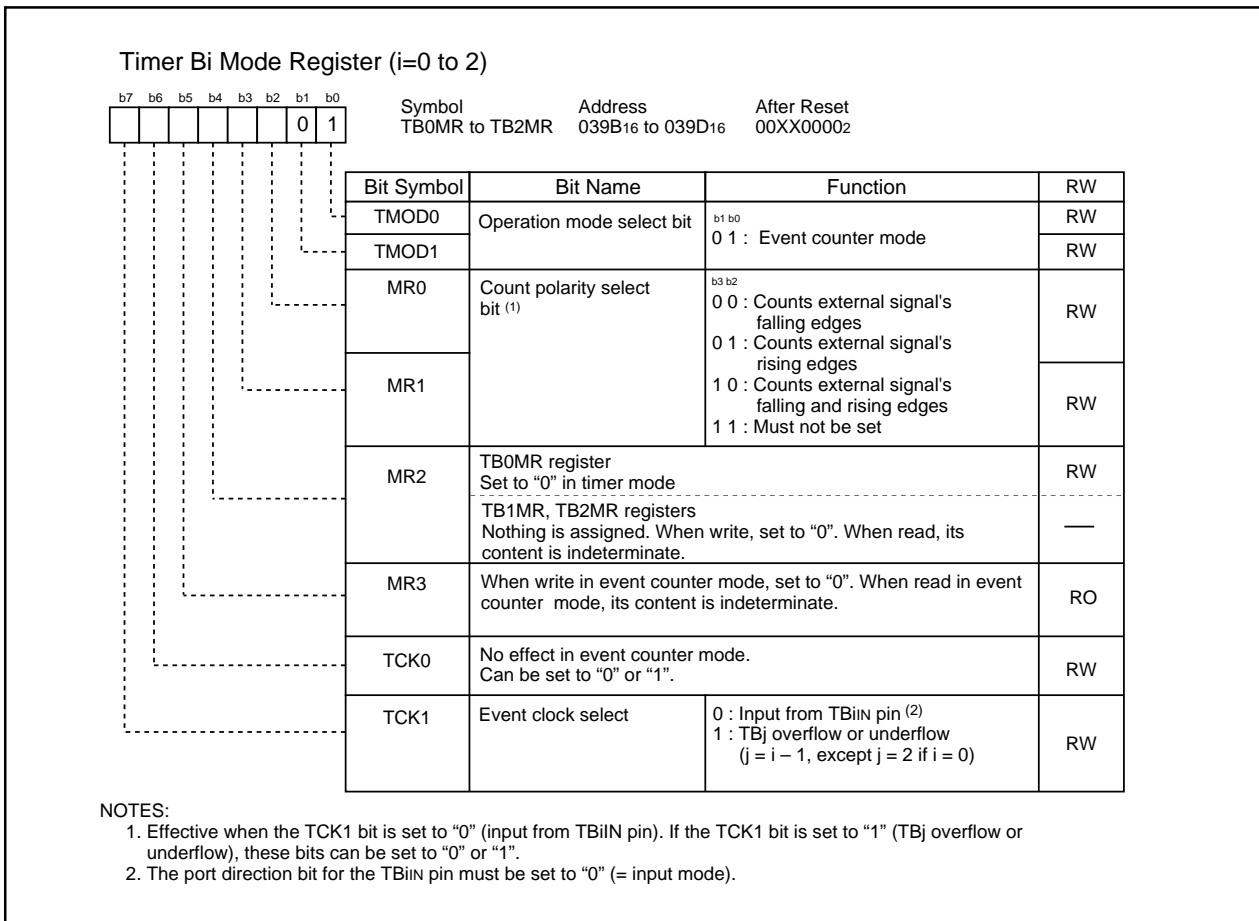 Timer Bi Mode Register (i=0 to 2)
b7 b6 b5 b4 b3 b2 b1 b0
0 1
Symbol Address After Reset
TB0MR to TB2MR 039B16 to 039D16 00XX00002
Bit Symbol Bit Name Function RW
TMOD0 Operation mode select bit b1 b0 RW
0 1 : Event counter mode
TMOD1 RW
MR0 Count polarity select
bit (1)
b3 b2
0 0 : Counts external signal's
falling edges
0 1 : Counts external signal's
rising edges
RW
MR1
1 0 : Counts external signal's
falling and rising edges
1 1 : Must not be set
RW
MR2
TB0MR register
Set to “0” in timer mode
RW
TB1MR, TB2MR registers
Nothing is assigned. When write, set to “0”. When read, its
content is indeterminate.
—
MR3
When write in event counter mode, set to “0”. When read in event
counter mode, its content is indeterminate.
RO
TCK0
No effect in event counter mode.
Can be set to “0” or “1”.
RW
TCK1
Event clock select
0 : Input from TBiIN pin (2)
1 : TBj overflow or underflow
(j = i – 1, except j = 2 if i = 0)
RW
NOTES:
1. Effective when the TCK1 bit is set to “0” (input from TBiIN pin). If the TCK1 bit is set to “1” (TBj overflow or
underflow), these bits can be set to “0” or “1”.
2. The port direction bit for the TBiIN pin must be set to “0” (= input mode).